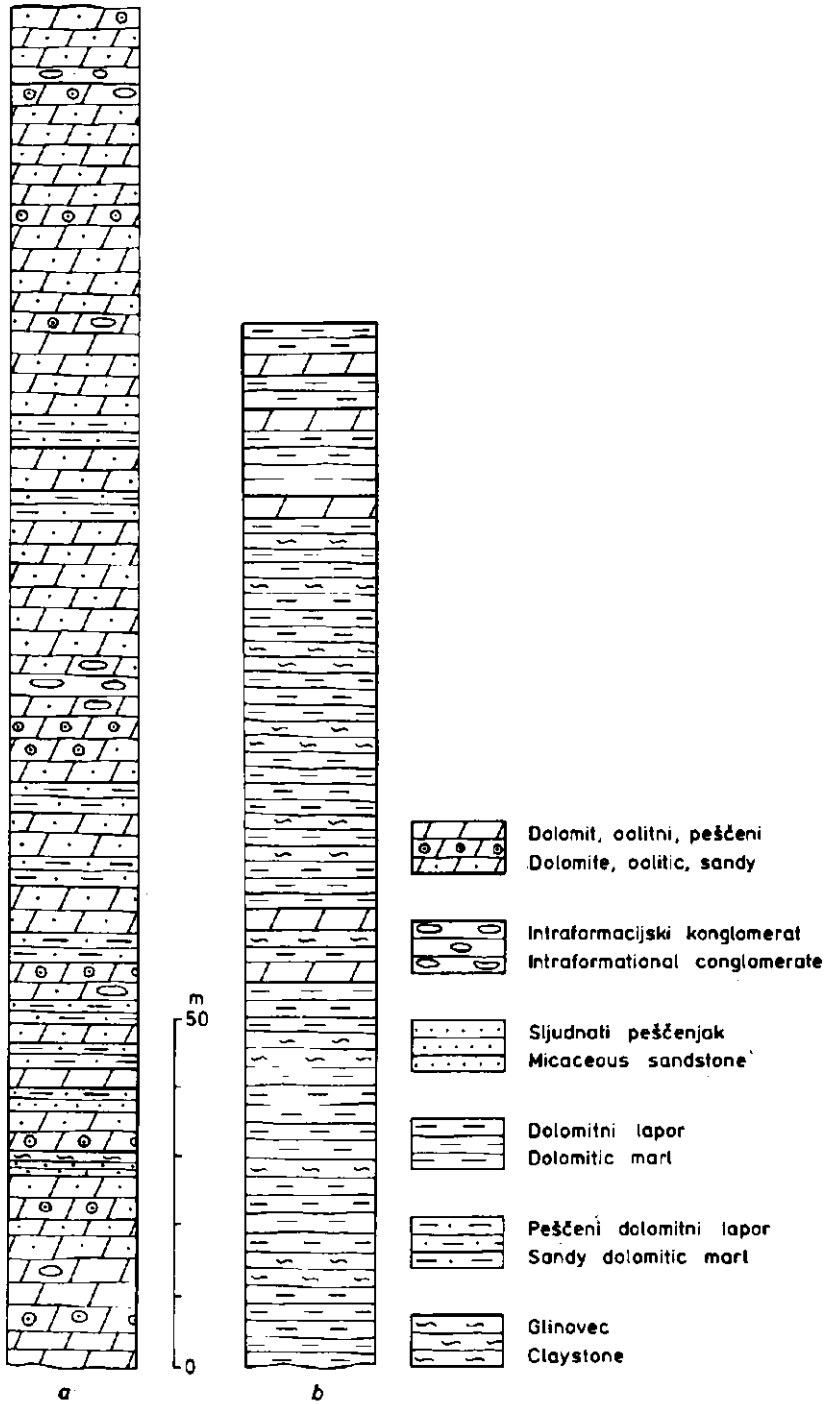 Dolomit, oolitni, peščeni
Dolomite, oolitic, sandy
Intraformacijski konglomerat
Intraformational conglomerate
m
50
Sljudnati peščenjak
Micaceous sandstone
Dolomitni lapor
Dolomitic marl
Peščeni dolomitni lapor
Sandy dolomitic marl
Glinovec
Claystone
0
a
b